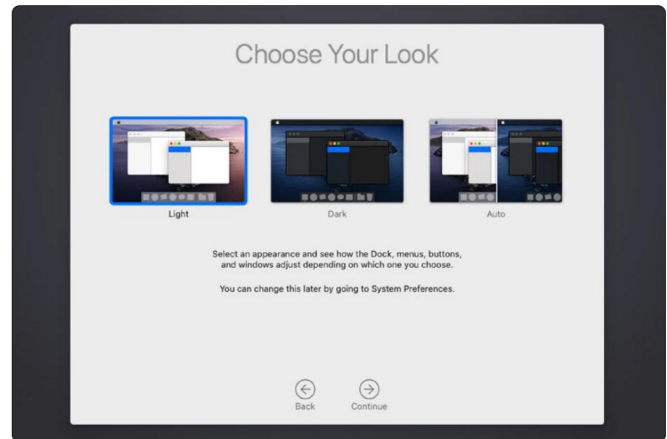 Choose Your Look
Light
Dark
Auto
Select an appearance and see how the Dock, menus, buttons,
and windows adjust depending on which one you choose.
You can change this later by going to System Preferences.
Back
Continue